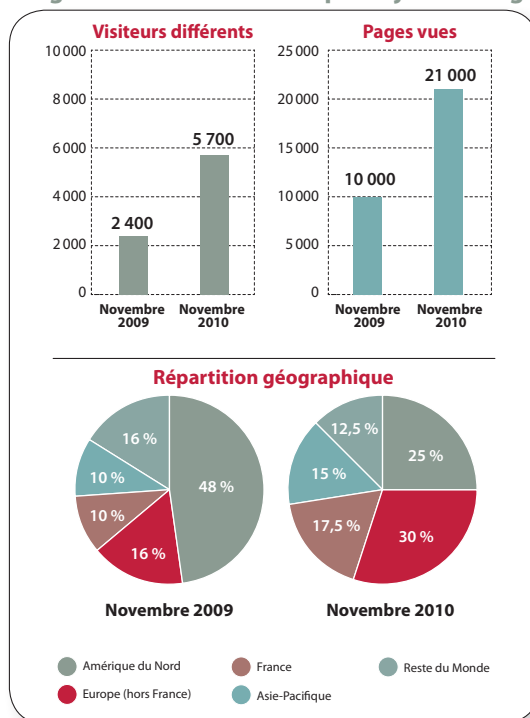 Visiteurs différents
10 000
8 000
6 000
4 000
2 000
0
2 400
5 700
Novembre 2009
Novembre 2010
Pages vues
25 000
20 000
15 000
10 000
5 000
0
10 000
21 000
Novembre 2009
Novembre 2010
Répartition géographique
16 %
48 %
10 %
10 %
16 %
Novembre 2009
12,5 %
25 %
15 %
17,5 %
30 %
Novembre 2010
Amérique du Nord
France
Reste du Monde
Europe (hors France)
Asie-Pacifique